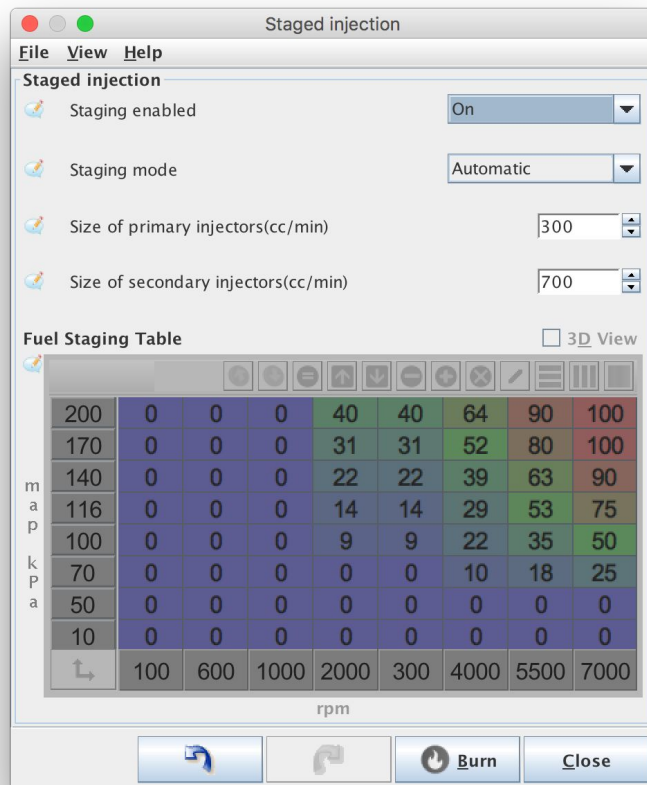 Staged injection
File View Help
Staged injection
Staging enabled On
Staging mode Automatic
Size of primary injectors(cc/min) 300
Size of secondary injectors(cc/min) 700
Fuel Staging Table 3D View
200 0 0 0 40 40 64 90 100
170 0 0 0 31 31 52 80 100
140 0 0 0 22 22 39 63 90
116 0 0 0 14 14 29 53 75
100 0 0 0 9 9 22 35 50
70 0 0 0 0 0 10 18 25
50 0 0 0 0 0 0 0 0
10 0 0 0 0 0 0 0 0
map kPa
100 600 1000 2000 300 4000 5500 7000
rpm
Burn Close